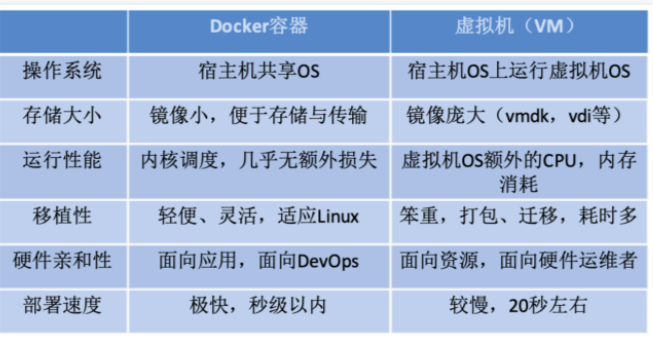 Docker容器 虚拟机（VM）
操作系统 宿主机共享OS 宿主机OS上运行虚拟机OS
存储大小 镜像小，便于存储与传输 镜像庞大（vmdk，vdi等）
运行性能 内核调度，几乎无额外损失 虚拟机OS额外的CPU，内存
消耗
移植性 轻便、灵活，适应Linux 笨重，打包、迁移，耗时多
硬件亲和性 面向应用，面向DevOps 面向资源，面向硬件运维者
部署速度 极快，秒级以内 较慢，20秒左右